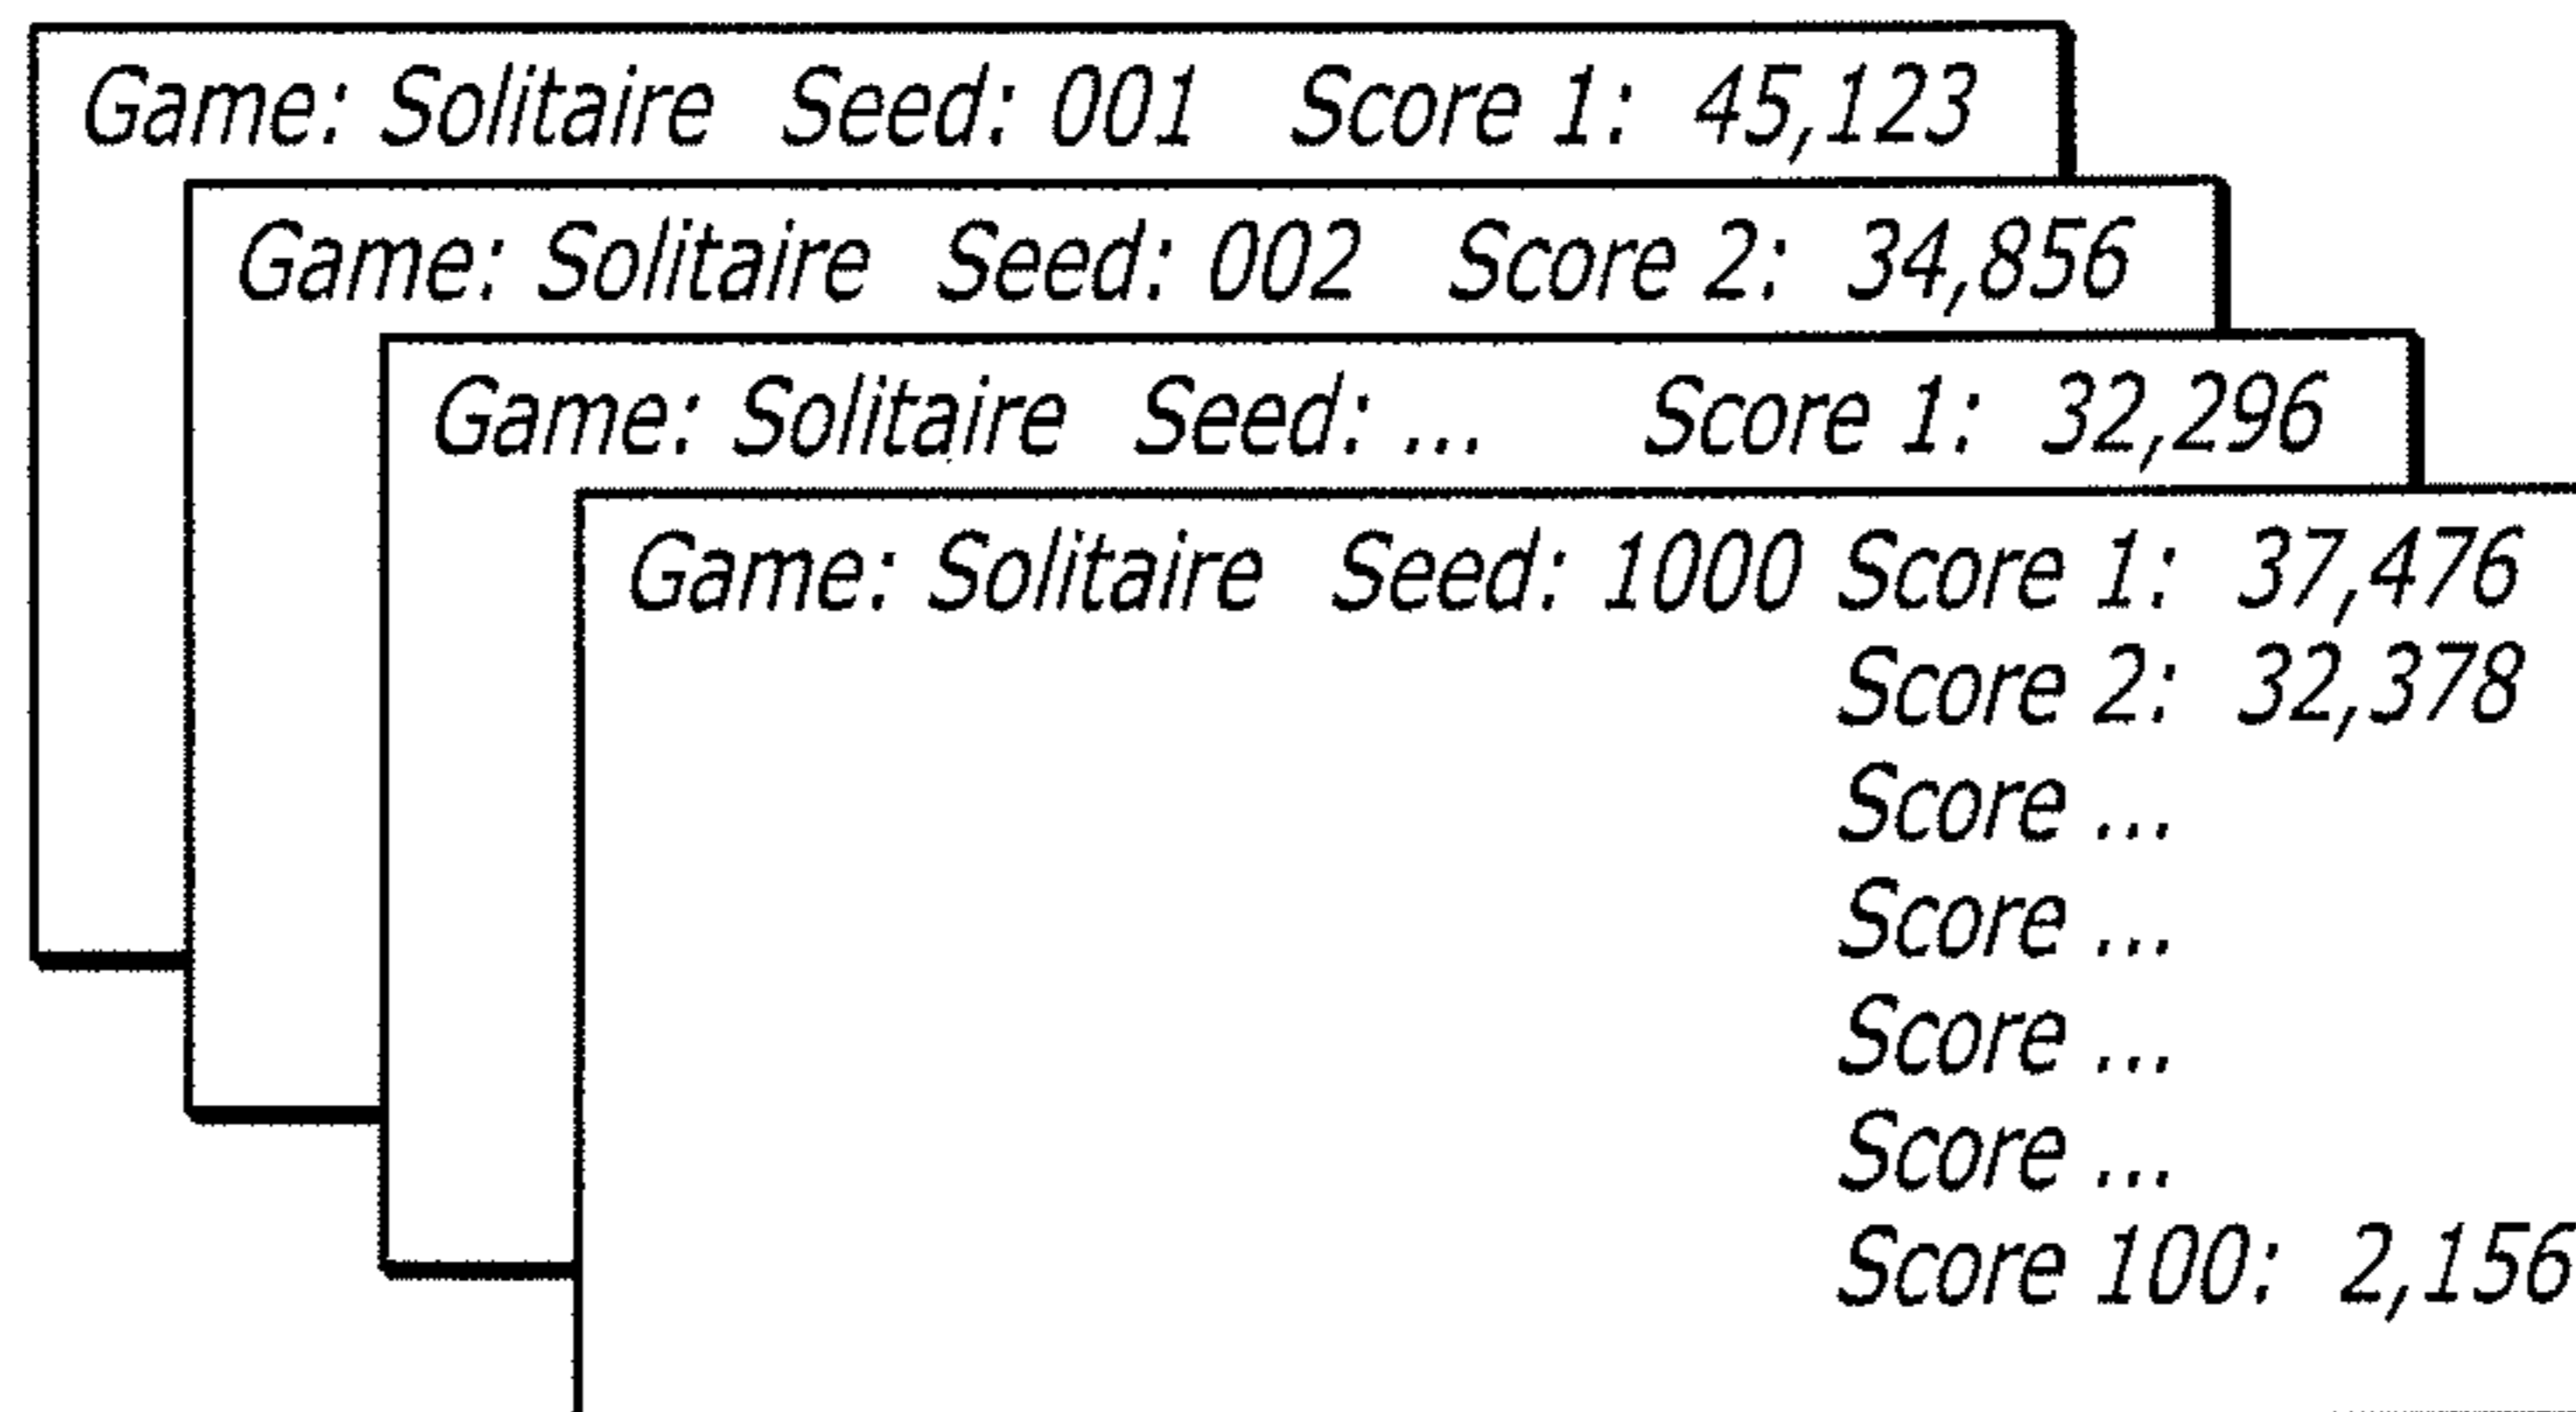 Game: Solitaire Seed: 001 Score 1: 45,123
Game: Solitaire Seed: 002 Score 2: 34,856
Game: Solitaire Seed: ... Score 1: 32,296
Game: Solitaire Seed: 1000 Score 1: 37,476
Score 2: 32,378
Score ...
Score ...
Score ...
Score ...
Score 100: 2,156